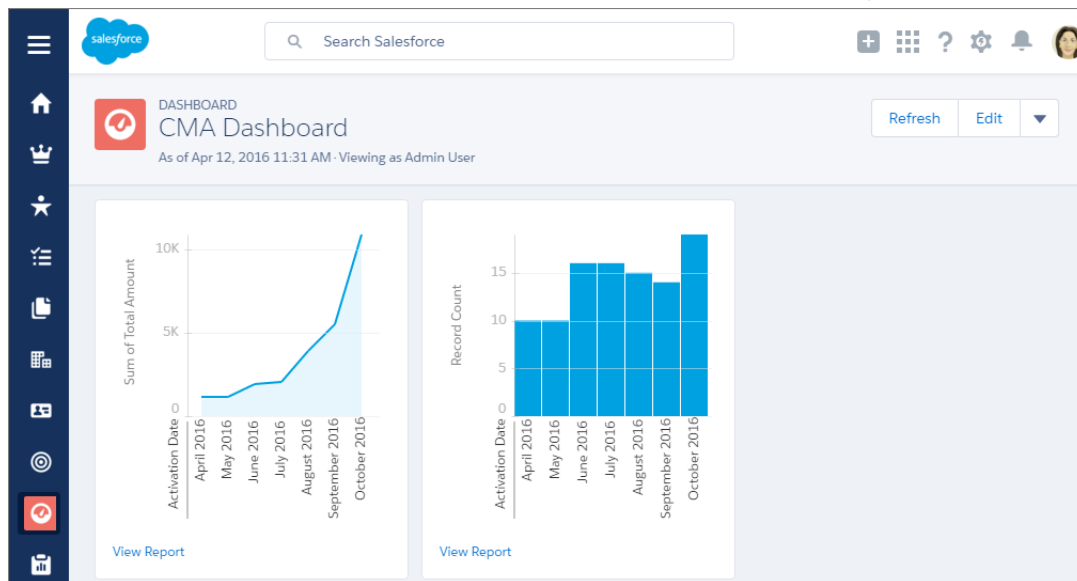 salesforce
Search Salesforce
DASHBOARD
CMA Dashboard
As of Apr 12, 2016 11:31 AM·Viewing as Admin User
Refresh
Edit
Sum of Total Amount
10K
5K
0
Activation Date
April 2016
May 2016
June 2016
July 2016
August 2016
September 2016
October 2016
View Report
Record Count
15
10
5
0
Activation Date
April 2016
May 2016
June 2016
July 2016
August 2016
September 2016
October 2016
View Report